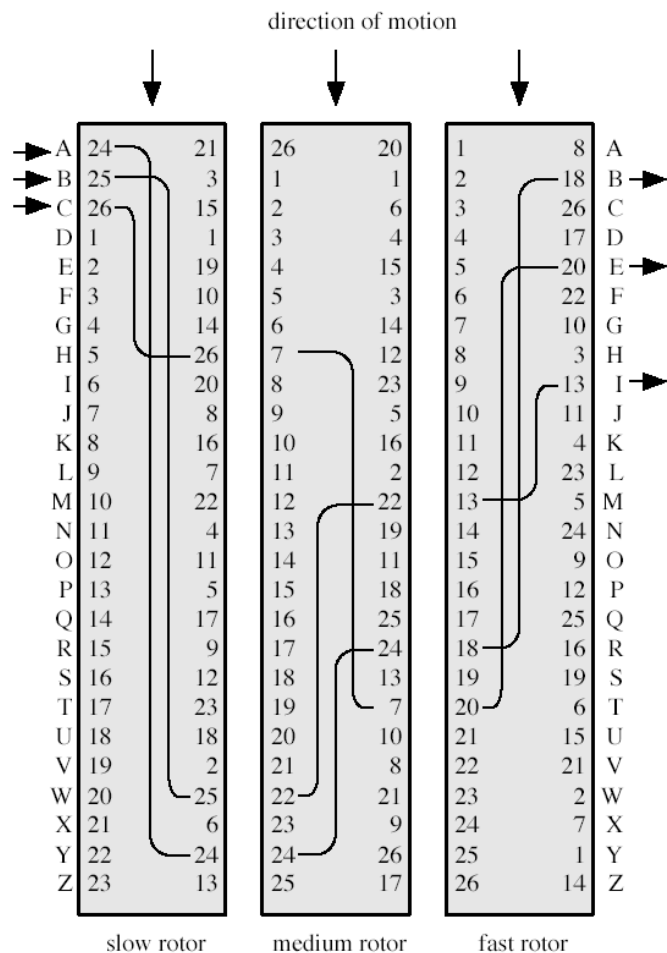 direction of motion
A 24 21 26 20 1 8 A
B 25 3 1 1 2 18 B
C 26 15 2 6 3 26 C
D 1 1 3 4 4 17 D
E 2 19 4 15 5 20 E
F 3 10 5 3 6 22 F
G 4 14 6 14 7 10 G
H 5 26 7 12 8 3 H
I 6 20 8 23 9 13 I
J 7 8 9 5 10 11 J
K 8 16 10 16 11 4 K
L 9 7 11 2 12 23 L
M 10 22 12 22 13 5 M
N 11 4 13 19 14 24 N
O 12 11 14 11 15 9 O
P 13 5 15 18 16 12 P
Q 14 17 16 25 17 25 Q
R 15 9 17 24 18 16 R
S 16 12 18 13 19 19 S
T 17 23 19 7 20 6 T
U 18 18 20 10 21 15 U
V 19 2 21 8 22 21 V
W 20 25 22 21 23 2 W
X 21 6 23 9 24 7 X
Y 22 24 24 26 25 1 Y
Z 23 13 25 17 26 14 Z
slow rotor medium rotor fast rotor